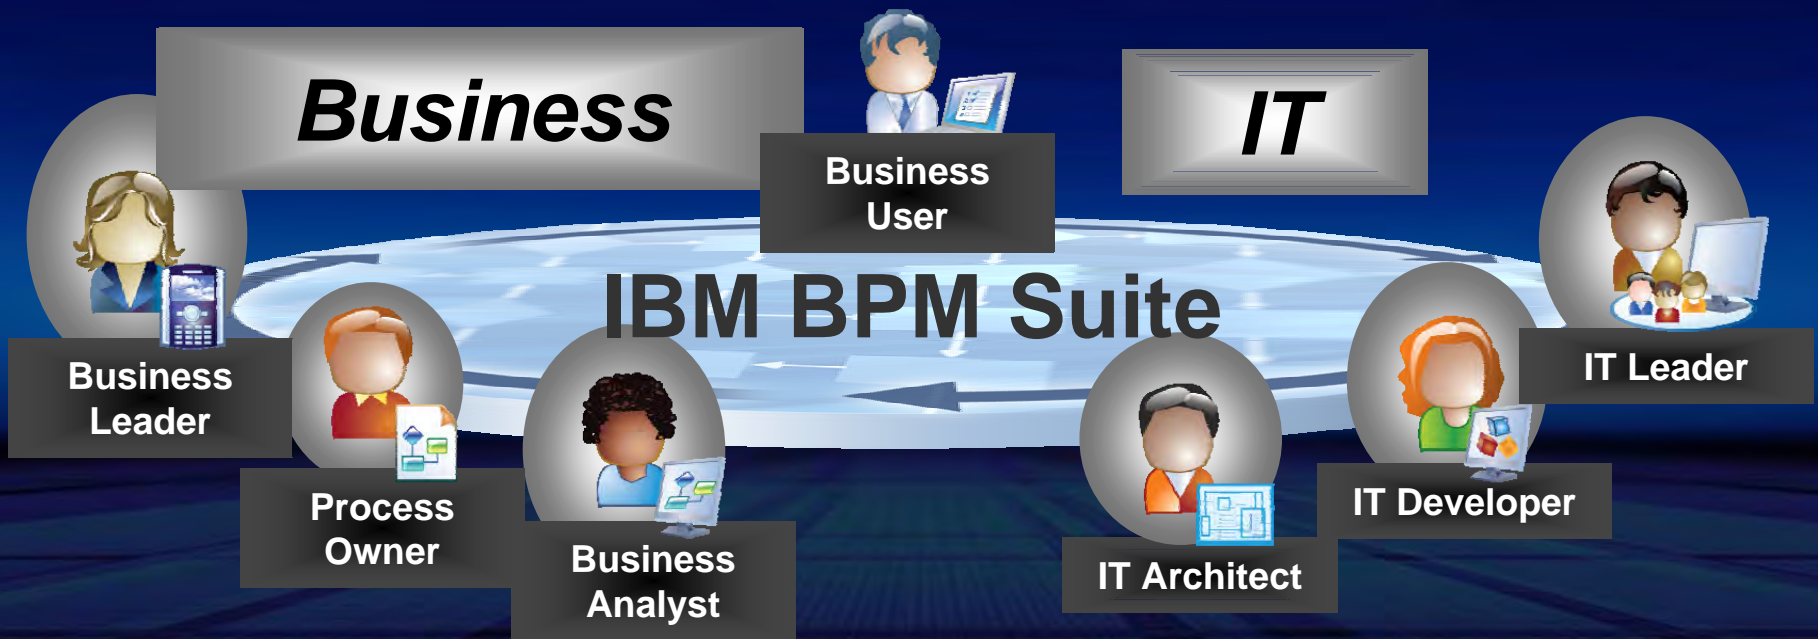 Business
IT
Business
User
IBM BPM Suite
Business
Leader
Process
Owner
Business
Analyst
IT Architect
IT Developer
IT Leader